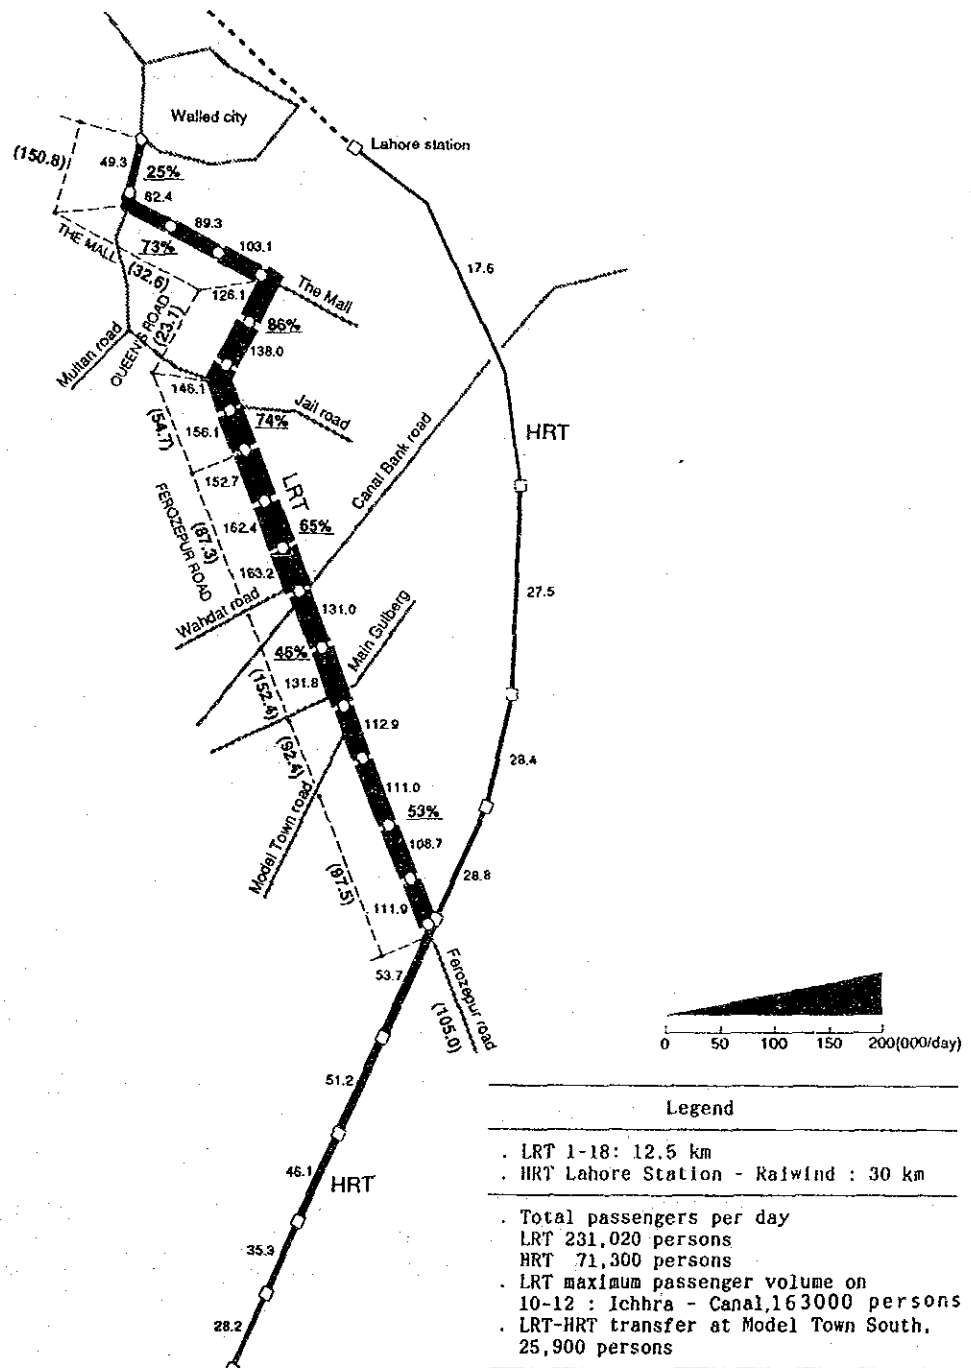 Walled city
Lahore station
(150.8)
49.3
25%
82.4
89.3
THE MALL
73%
103.1
17.6
(32.6)
126.1
The Mall
QUEEN'S ROAD
(23.1)
86%
Multan road
138.0
146.1
Jail road
HRT
(54.7)
156.1
74%
Canal Bank road
152.7
LRT
FEROZEPUR ROAD
(87.3)
162.4
65%
163.2
27.5
Wahdat road
131.0
Main Gulberg
46%
(152.4)
131.8
112.9
(92.4)
28.4
111.0
Model Town road
53%
108.7
(97.5)
28.8
111.9
53.7
Ferozepur road
(105.0)
0 50 100 150 200(000/day)
51.2
Legend
. LRT 1-18: 12.5 km
. HRT Lahore Station - Raiwind : 30 km
46.1
HRT
. Total passengers per day
LRT 231,020 persons
HRT 71,300 persons
35.3
. LRT maximum passenger volume on
10-12 : Ichhra - Canal,163000 persons
28.2
. LRT-HRT transfer at Model Town South,
25,900 persons